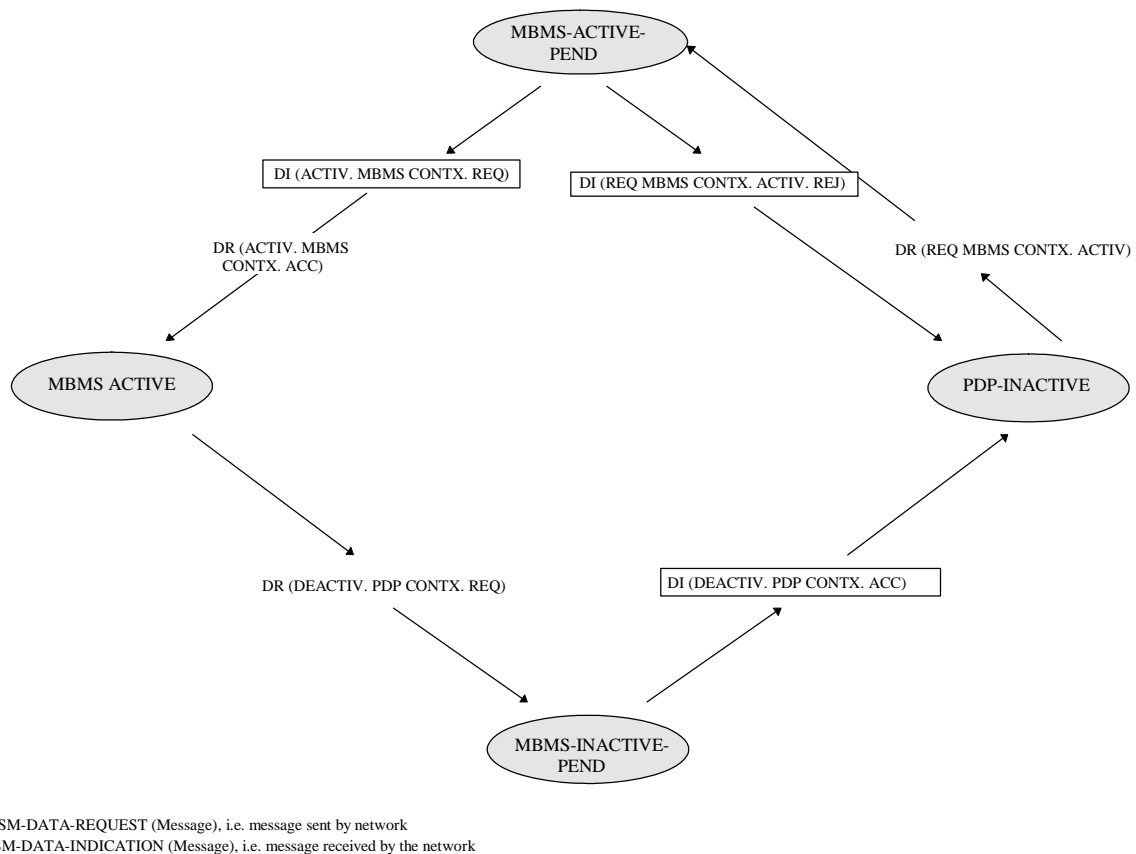 MBMS-ACTIVE-
PEND
DI (ACTIV. MBMS CONTX. REQ)
DI (REQ MBMS CONTX. ACTIV. REJ)
DR (ACTIV. MBMS
CONTX. ACC)
DR (REQ MBMS CONTX. ACTIV)
MBMS ACTIVE
PDP-INACTIVE
DR (DEACTIV. PDP CONTX. REQ)
DI (DEACTIV. PDP CONTX. ACC)
MBMS-INACTIVE-
PEND
SM-DATA-REQUEST (Message), i.e. message sent by network
SM-DATA-INDICATION (Message), i.e. message received by the network